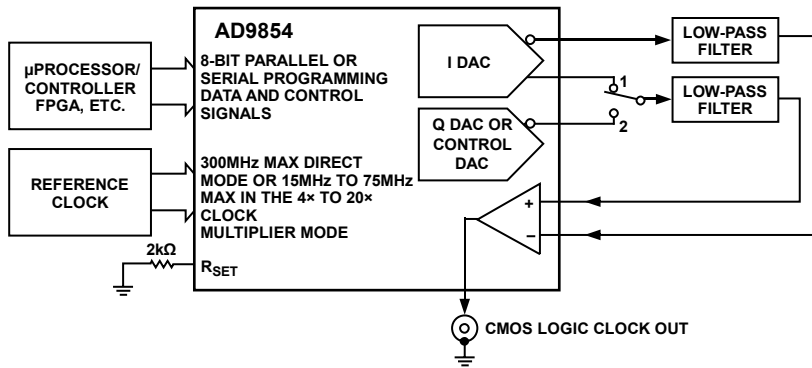 AD9854
µPROCESSOR/
CONTROLLER
FPGA, ETC.
8-BIT PARALLEL OR
SERIAL PROGRAMMING
DATA AND CONTROL
SIGNALS
REFERENCE
CLOCK
300MHz MAX DIRECT
MODE OR 15MHz TO 75MHz
MAX IN THE 4× TO 20×
CLOCK
MULTIPLIER MODE
2kΩ
RSET
I DAC
Q DAC OR
CONTROL
DAC
1
2
LOW-PASS
FILTER
LOW-PASS
FILTER
+
–
CMOS LOGIC CLOCK OUT